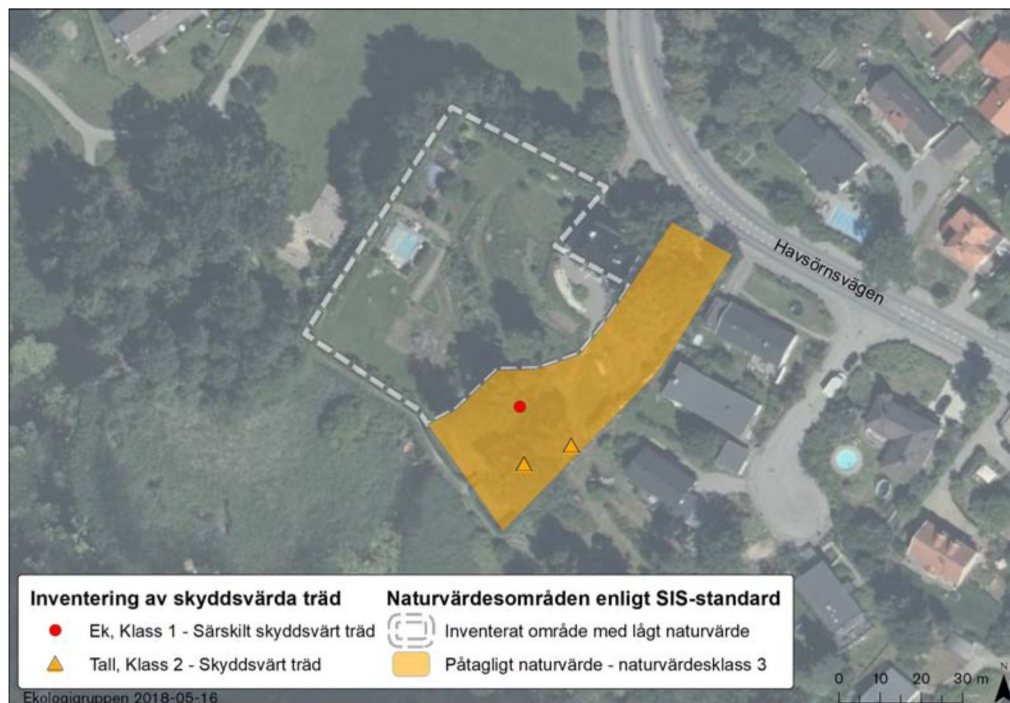 Havsörnsvägen
Inventering av skyddsvärda träd
Ek, Klass 1 - Särskilt skyddsvärt träd
Tall, Klass 2 - Skyddsvärt träd
Naturvärdesområden enligt SIS-standard
Inventerat område med lågt naturvärde
Påtagligt naturvärde - naturvärdesklass 3
Ekologigruppen 2018-05-16
0 10 20 30 m
N